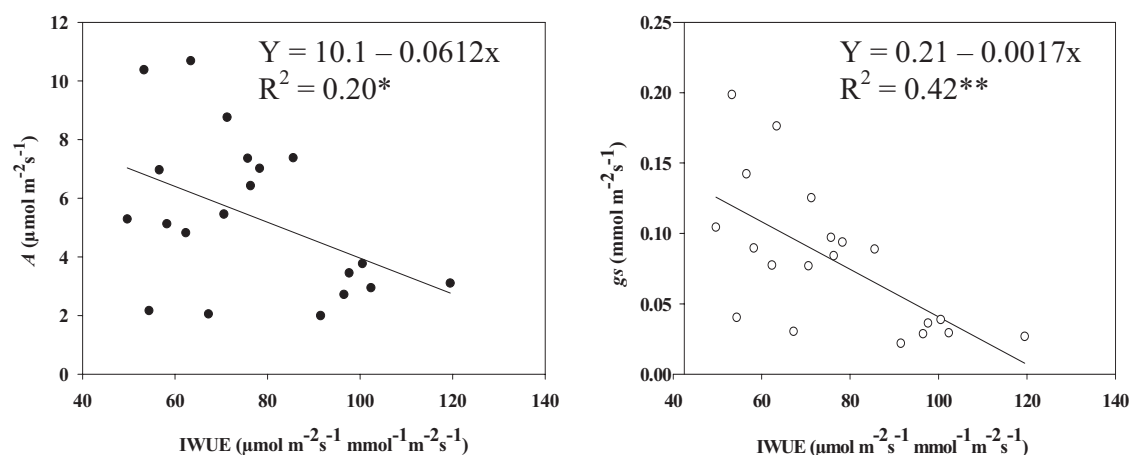 12
10
8
6
4
2
0
A (µmol m⁻²s⁻¹)
Y = 10.1 – 0.0612x
R² = 0.20*
40 60 80 100 120 140
IWUE (µmol m⁻²s⁻¹ mmol⁻¹m⁻²s⁻¹)
0.25
0.20
0.15
0.10
0.05
0.00
gs (mmol m⁻²s⁻¹)
Y = 0.21 – 0.0017x
R² = 0.42**
40 60 80 100 120 140
IWUE (µmol m⁻²s⁻¹ mmol⁻¹m⁻²s⁻¹)